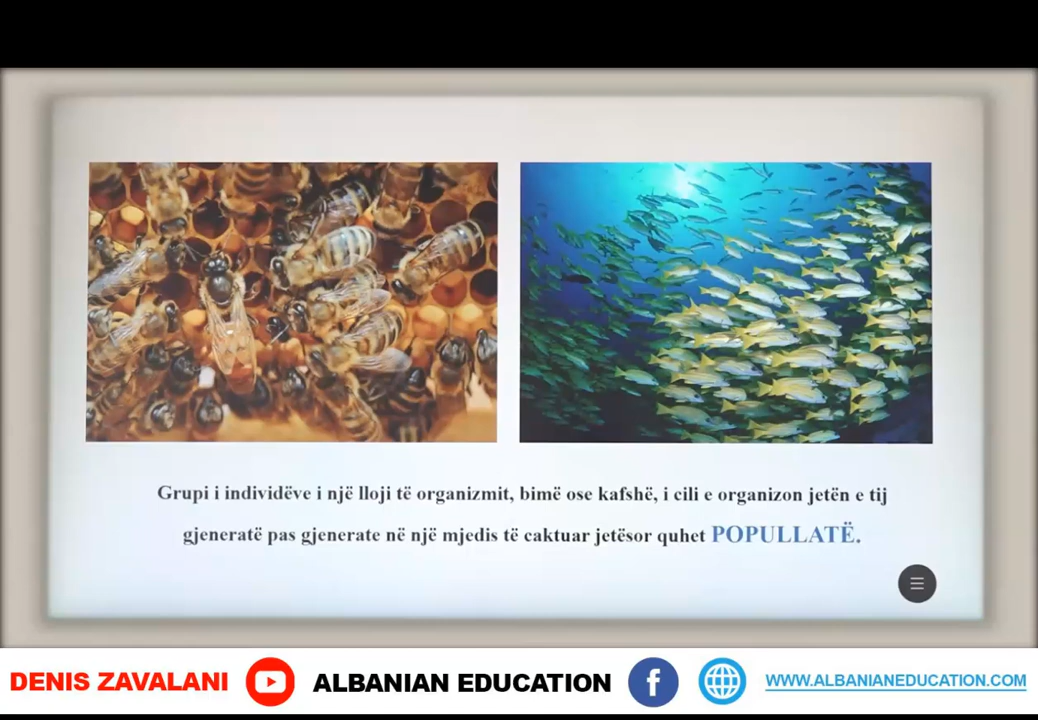 Grupi i individëve i një lloji të organizmit, bimë ose kafshë, i cili e organizon jetën e tij
gjeneratë pas gjenerate në një mjedis të caktuar jetësor quhet POPULLATË.
DENIS ZAVALANI ALBANIAN EDUCATION WWW.ALBANIANEDUCATION.COM